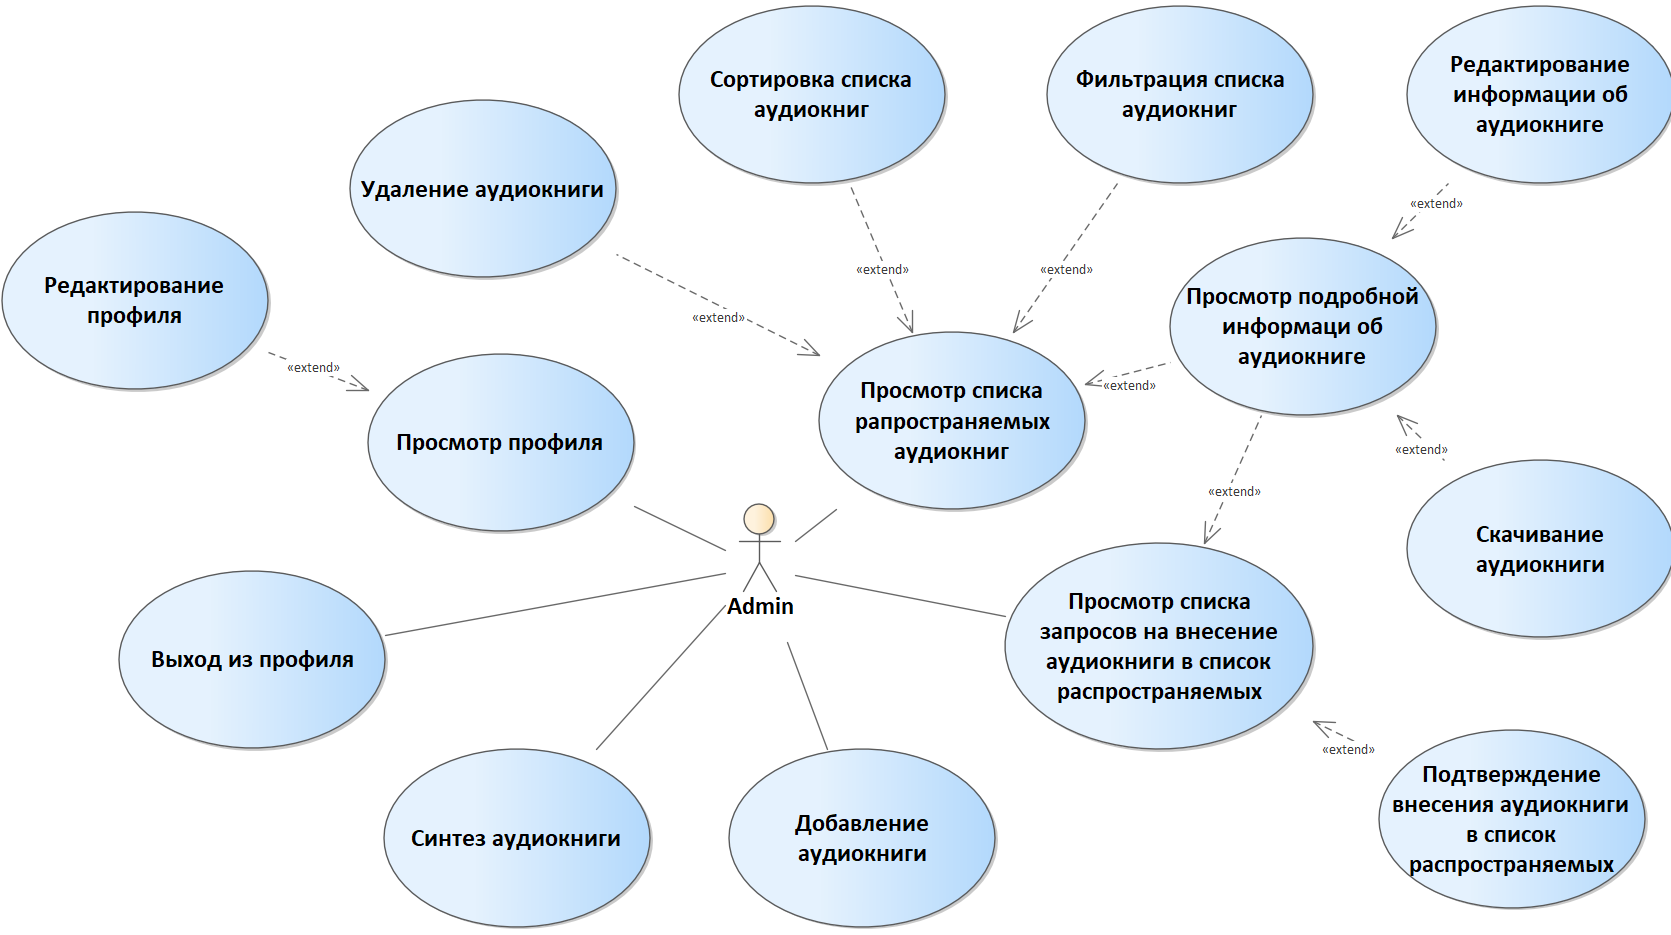 Сортировка списка
аудиокниг
Фильтрация списка
аудиокниг
Редактирование
информации об
аудиокниге
Удаление аудиокниги
«extend»
Редактирование
профиля
«extend»
«extend»
Просмотр подробной
информаци об
аудиокниге
«extend»
«extend»
Просмотр профиля
Просмотр списка
рапространяемых
аудиокниг
«extend»
«extend»
«extend»
Скачивание
аудиокниги
Admin
Просмотр списка
запросов на внесение
аудиокниги в список
распространяемых
Выход из профиля
«extend»
Синтез аудиокниги
Добавление
аудиокниги
Подтверждение
внесения аудиокниги
в список
распространяемых